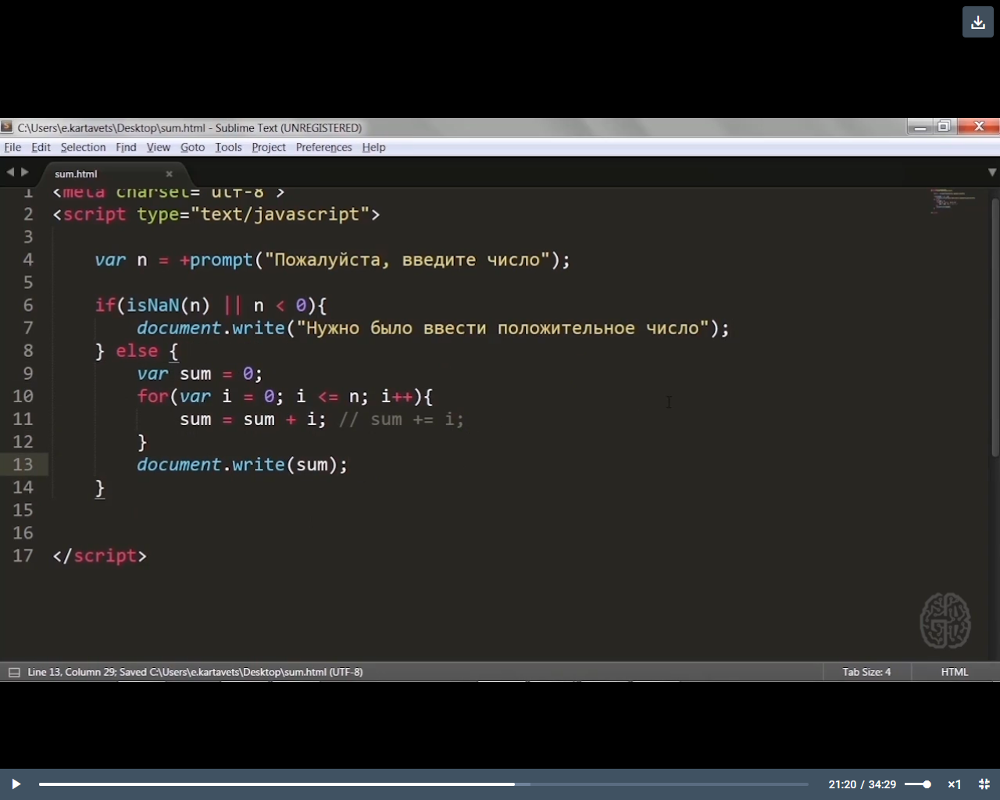 C:\Users\e.kartavets\Desktop\sum.html - Sublime Text (UNREGISTERED)
File Edit Selection Find View Goto Tools Project Preferences Help
sum.html
1 <meta charset="utf-8">
2 <script type="text/javascript">
3
4 var n = +prompt("Пожалуйста, введите число");
5
6 if(isNaN(n) || n < 0){
7 document.write("Нужно было ввести положительное число");
8 } else {
9 var sum = 0;
10 for(var i = 0; i <= n; i++){
11 sum = sum + i; // sum += i;
12 }
13 document.write(sum);
14 }
15
16
17 </script>
Line 13, Column 29; Saved C:\Users\e.kartavets\Desktop\sum.html (UTF-8) Tab Size: 4 HTML
21:20 / 34:29 ×1